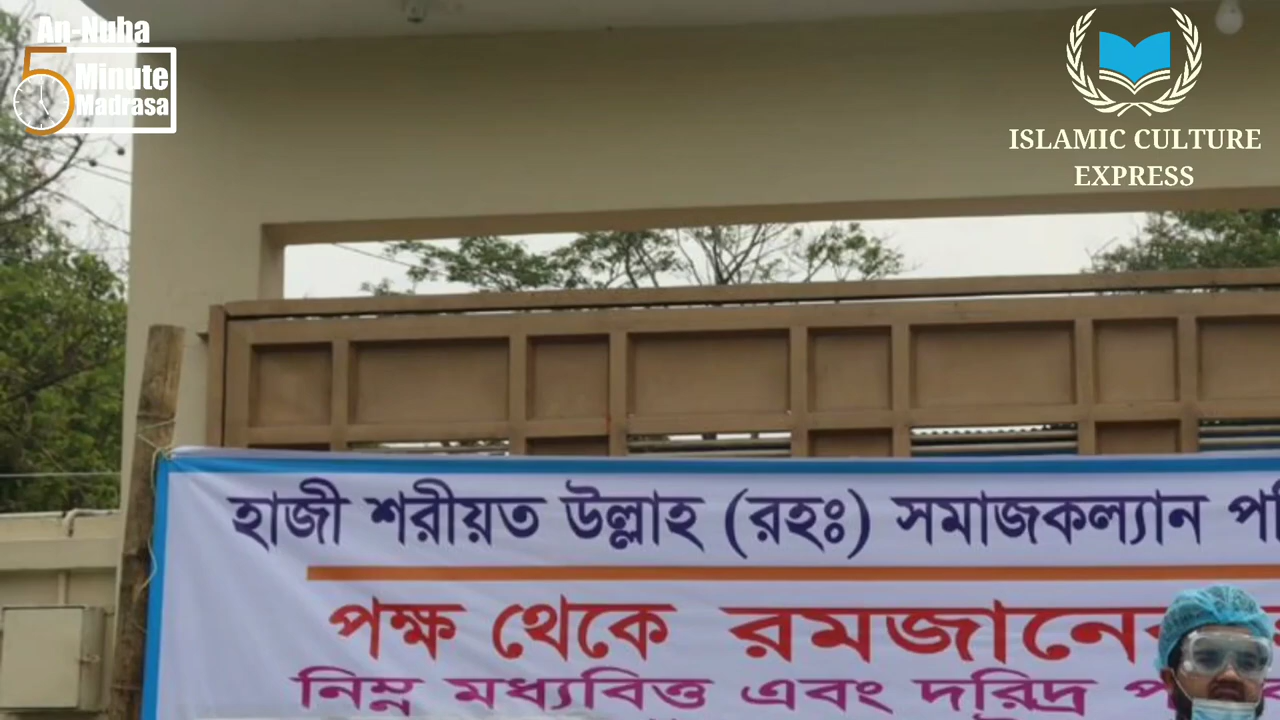 An-Nuha
5 Minute
Madrasa
ISLAMIC CULTURE
EXPRESS
হাজী শরীয়ত উল্লাহ (রহঃ) সমাজকল্যান
পক্ষ থেকে রমজানের
নিম্ন মধ্যবিত্ত এবং দরিদ্র